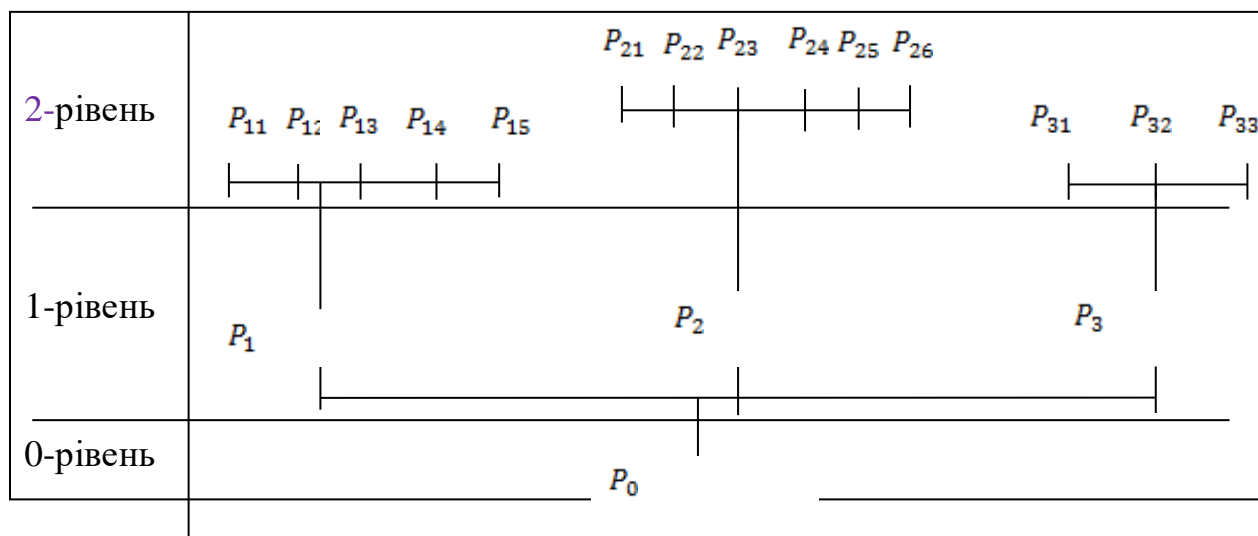 P₂₁ P₂₂ P₂₃ P₂₄ P₂₅ P₂₆
2-рівень
P₁₁ P₁₂ P₁₃ P₁₄ P₁₅ P₃₁ P₃₂ P₃₃
1-рівень
P₁ P₂ P₃
0-рівень
P₀